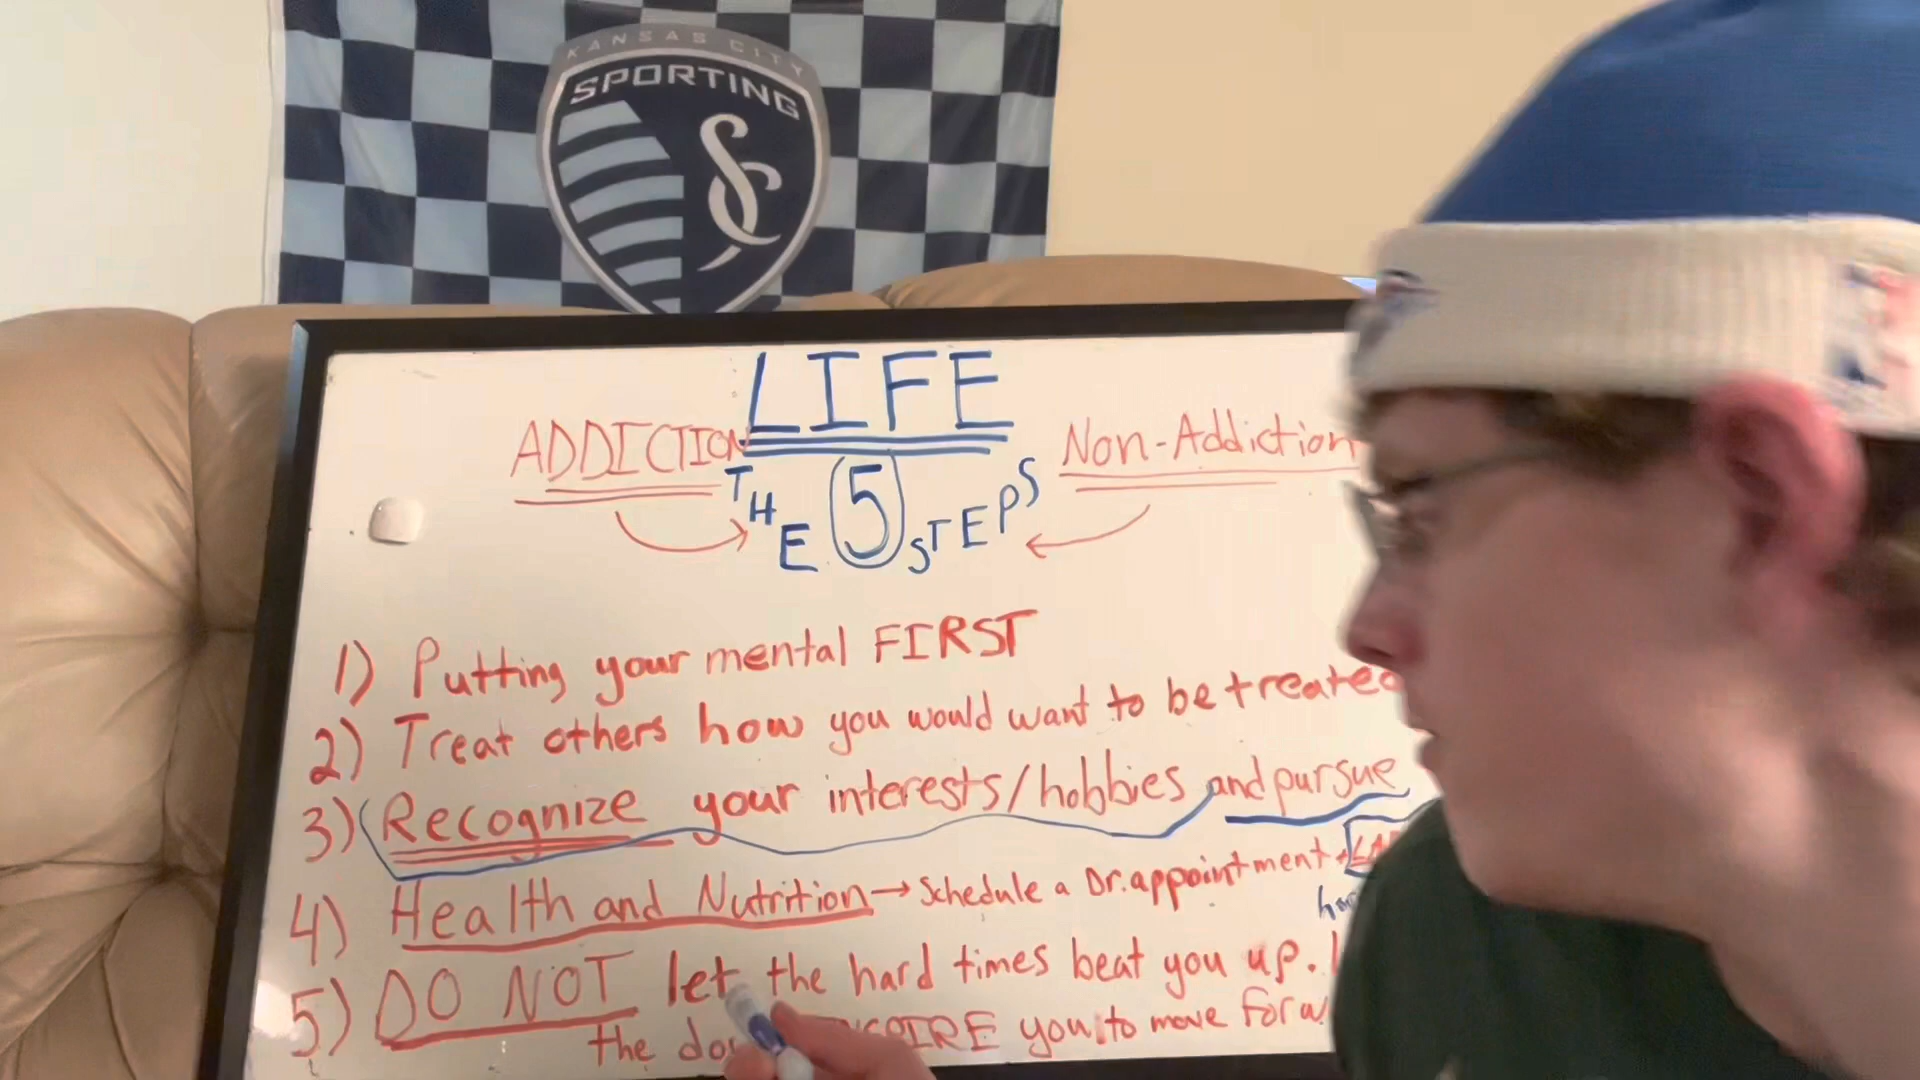 KANSAS CITY
SPORTING
LIFE
ADDICTION
Non-Addiction
THE 5 STEPS
1) Putting your mental FIRST
2) Treat others how you would want to be treated
3) (Recognize your interests/hobbies and pursue
4) Health and Nutrition → Schedule a Dr. appointment
5) DO NOT let the hard times beat you up.
the you to move